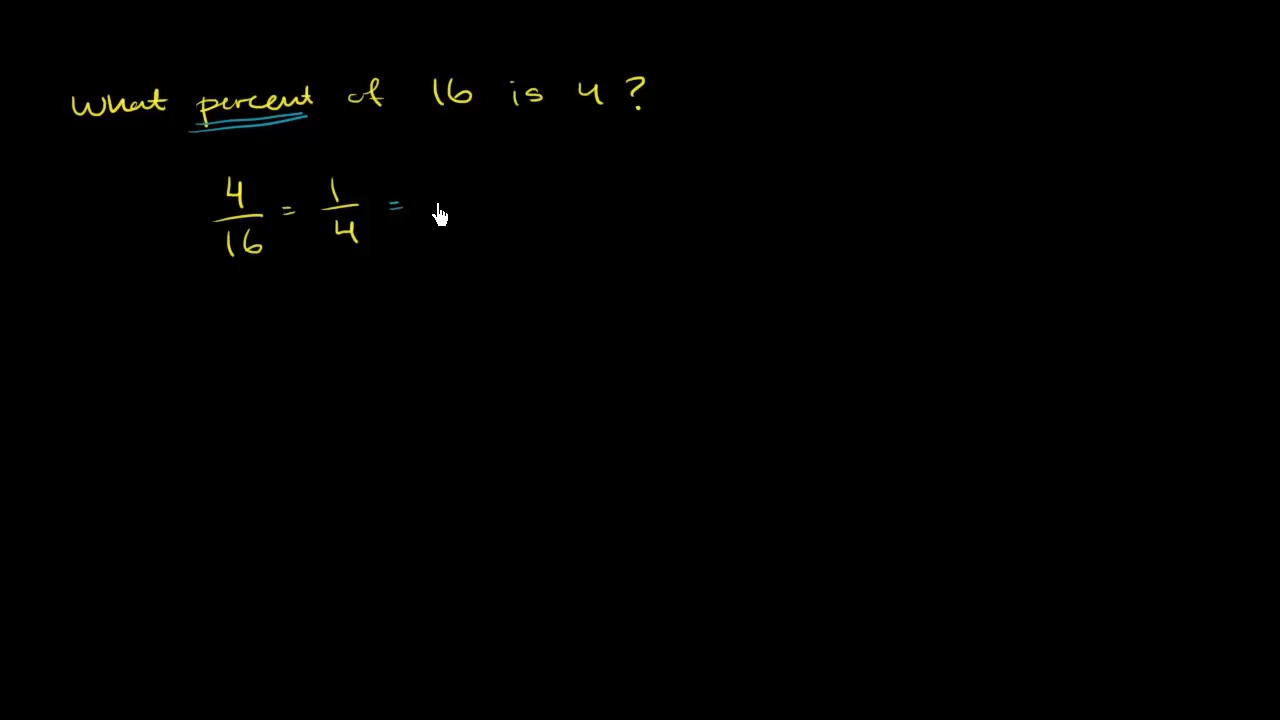 What percent of 16 is 4?
4/16 = 1/4 =